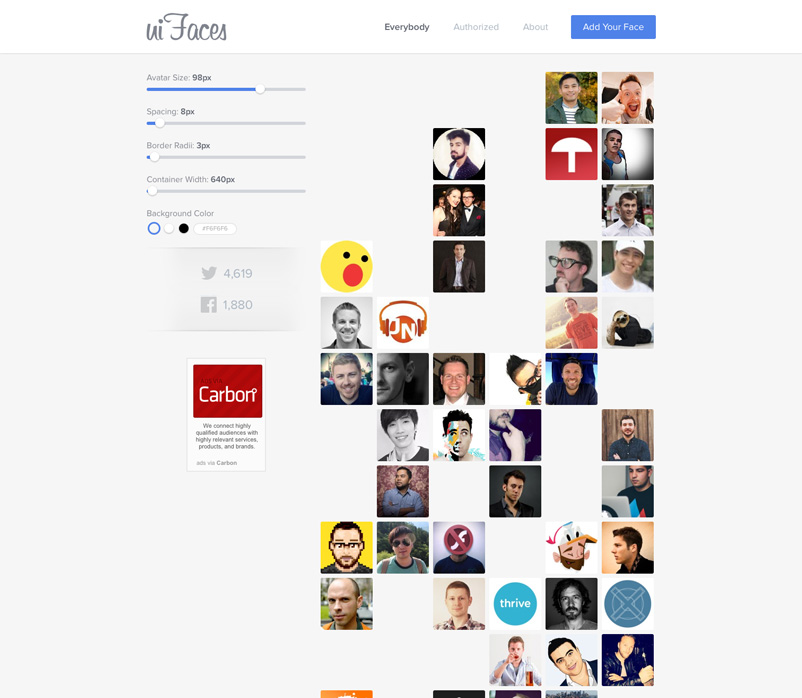 uiFaces
Everybody
Authorized
About
Add Your Face
Avatar Size: 98px
Spacing: 8px
Border Radii: 3px
Container Width: 640px
Background Color
#F6F6F6
4,619
1,880
Carbon
We connect highly
qualified audiences with
highly relevant services,
products, and brands.
ads via Carbon
JN
thrive